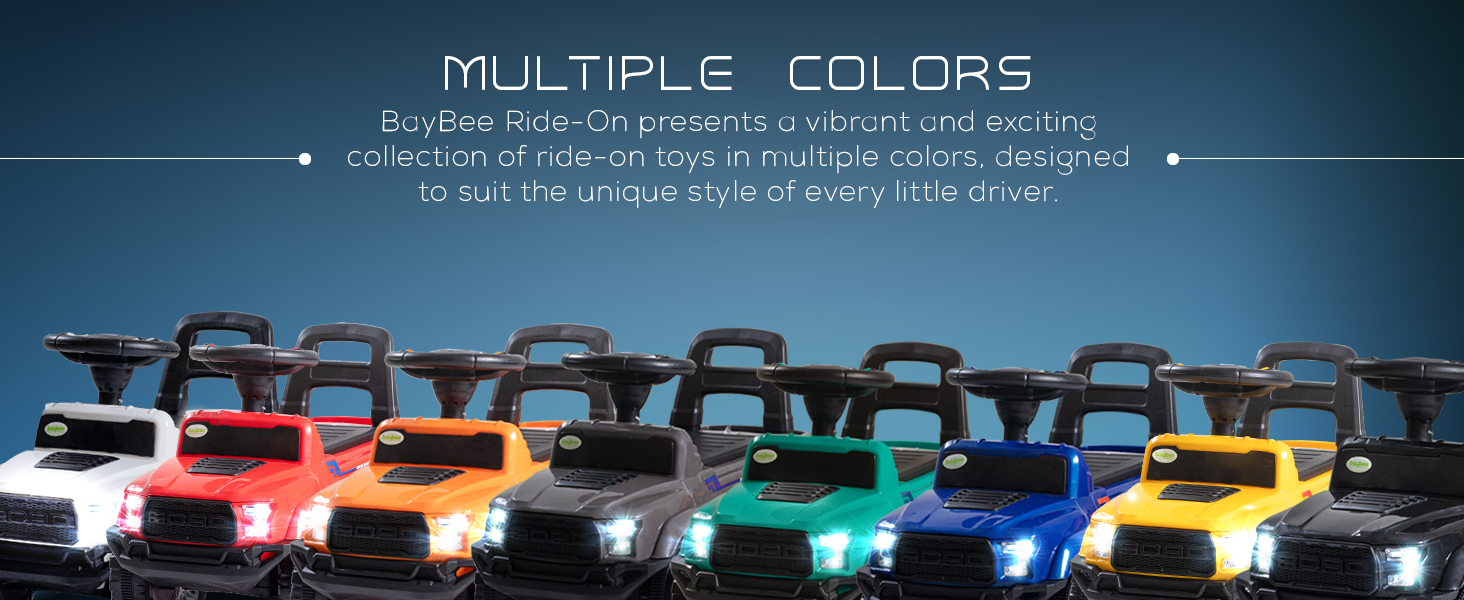 MULTIPLE COLORS
BayBee Ride-On presents a vibrant and exciting
collection of ride-on toys in multiple colors, designed
to suit the unique style of every little driver.